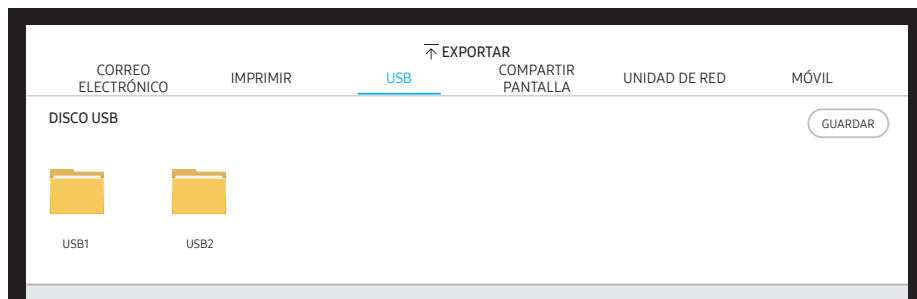 EXPORTAR
CORREO
ELECTRÓNICO
IMPRIMIR
USB
COMPARTIR
PANTALLA
UNIDAD DE RED
MÓVIL
DISCO USB
GUARDAR
USB1
USB2